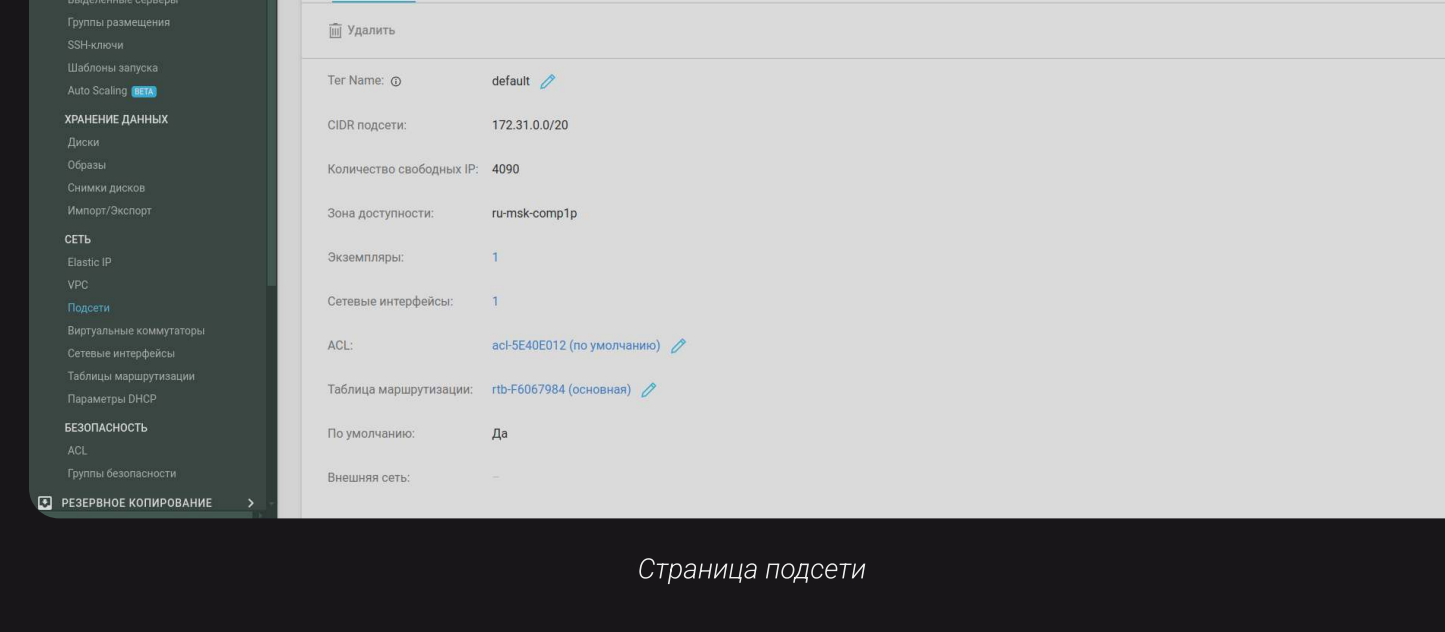 Выделенные серверы
Группы размещения
SSH-ключи
Шаблоны запуска
Auto Scaling BETA
ХРАНЕНИЕ ДАННЫХ
Диски
Образы
Снимки дисков
Импорт/Экспорт
СЕТЬ
Elastic IP
VPC
Подсети
Виртуальные коммутаторы
Сетевые интерфейсы
Таблицы маршрутизации
Параметры DHCP
БЕЗОПАСНОСТЬ
ACL
Группы безопасности
РЕЗЕРВНОЕ КОПИРОВАНИЕ
Удалить
Тег Name: default
CIDR подсети: 172.31.0.0/20
Количество свободных IP: 4090
Зона доступности: ru-msk-comp1p
Экземпляры: 1
Сетевые интерфейсы: 1
ACL: acl-5E40E012 (по умолчанию)
Таблица маршрутизации: rtb-F6067984 (основная)
По умолчанию: Да
Внешняя сеть: –
Страница подсети